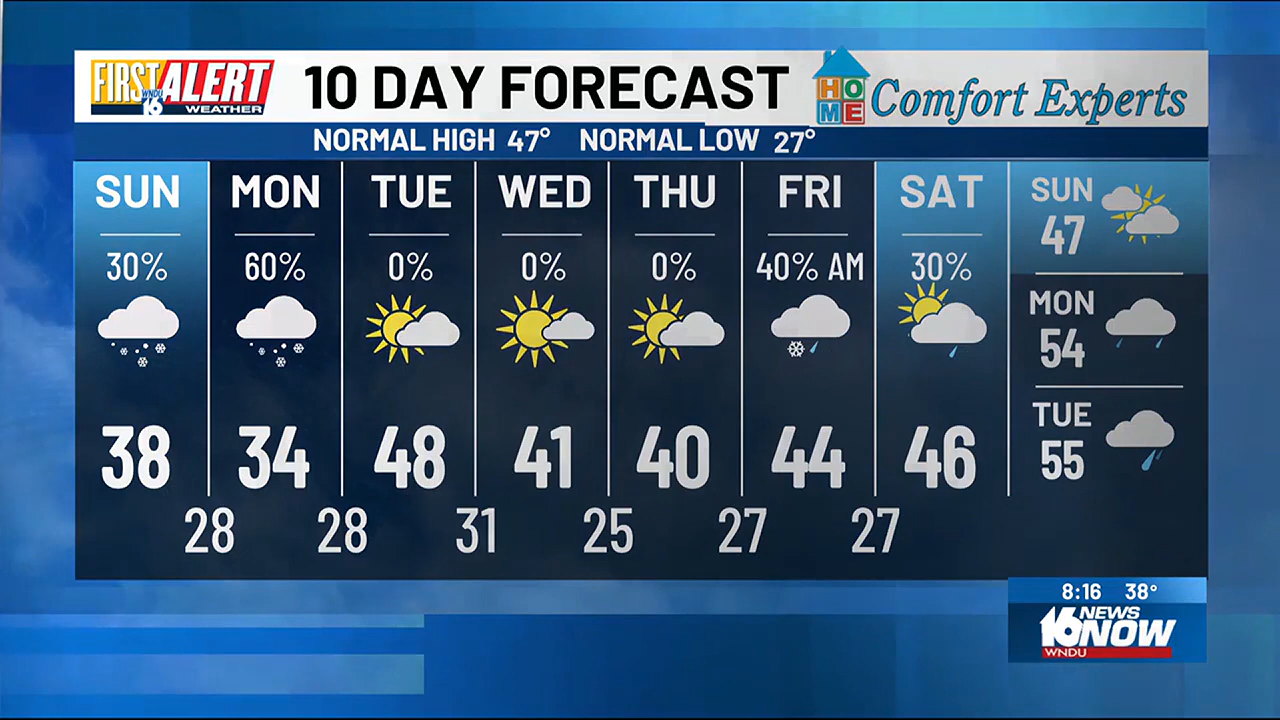 FIRST ALERT
WNDU
16
WEATHER
10 DAY FORECAST
HOME Comfort Experts
NORMAL HIGH 47° NORMAL LOW 27°
SUN MON TUE WED THU FRI SAT
30% 60% 0% 0% 0% 40% AM 30%
38 34 48 41 40 44 46
28 28 31 25 27 27
SUN
47
MON
54
TUE
55
8:16 38°
16 NEWS NOW
WNDU